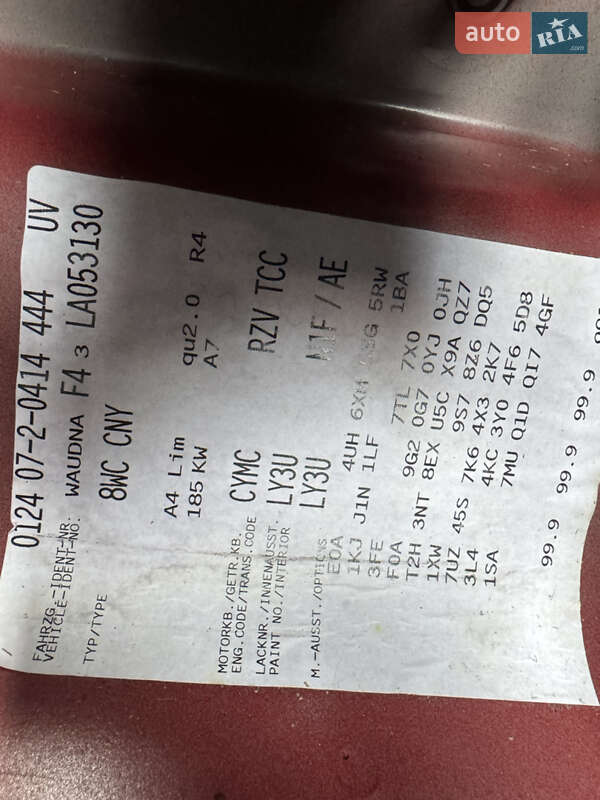 auto RIA .com
0124 07-2-0414 444 UV
FAHRZG.-IDENT-NR.
VEHICLE-IDENT-NO. WAUDNA F4 3 LA053130
TYP/TYPE 8WC CNY
A4 Lim qu2.0 R4
185 KW A7
MOTORKB./GETR.KB.
ENG.CODE/TRANS.CODE CYMC RZV TCC
LACKNR./INNENAUSST.
PAINT NO./INTERIOR LY3U
LY3U /AE
M.-AUSST./OPTIONS
E0A 4UH 6XM 5RW
1KJ J1N 1LF 1BA
3FE
F0A 7TL 7X0
T2H 3NT 9G2 0G7 0YJ 0JH
1XW 8EX U5C X9A QZ7
7UZ 45S 9S7 8Z6 DQ5
3L4 7K6 4X3 2K7
1SA 4KC 3Y0 4F6 5D8
7MU Q1D QI7 4GF
99.9 99.9 99.9